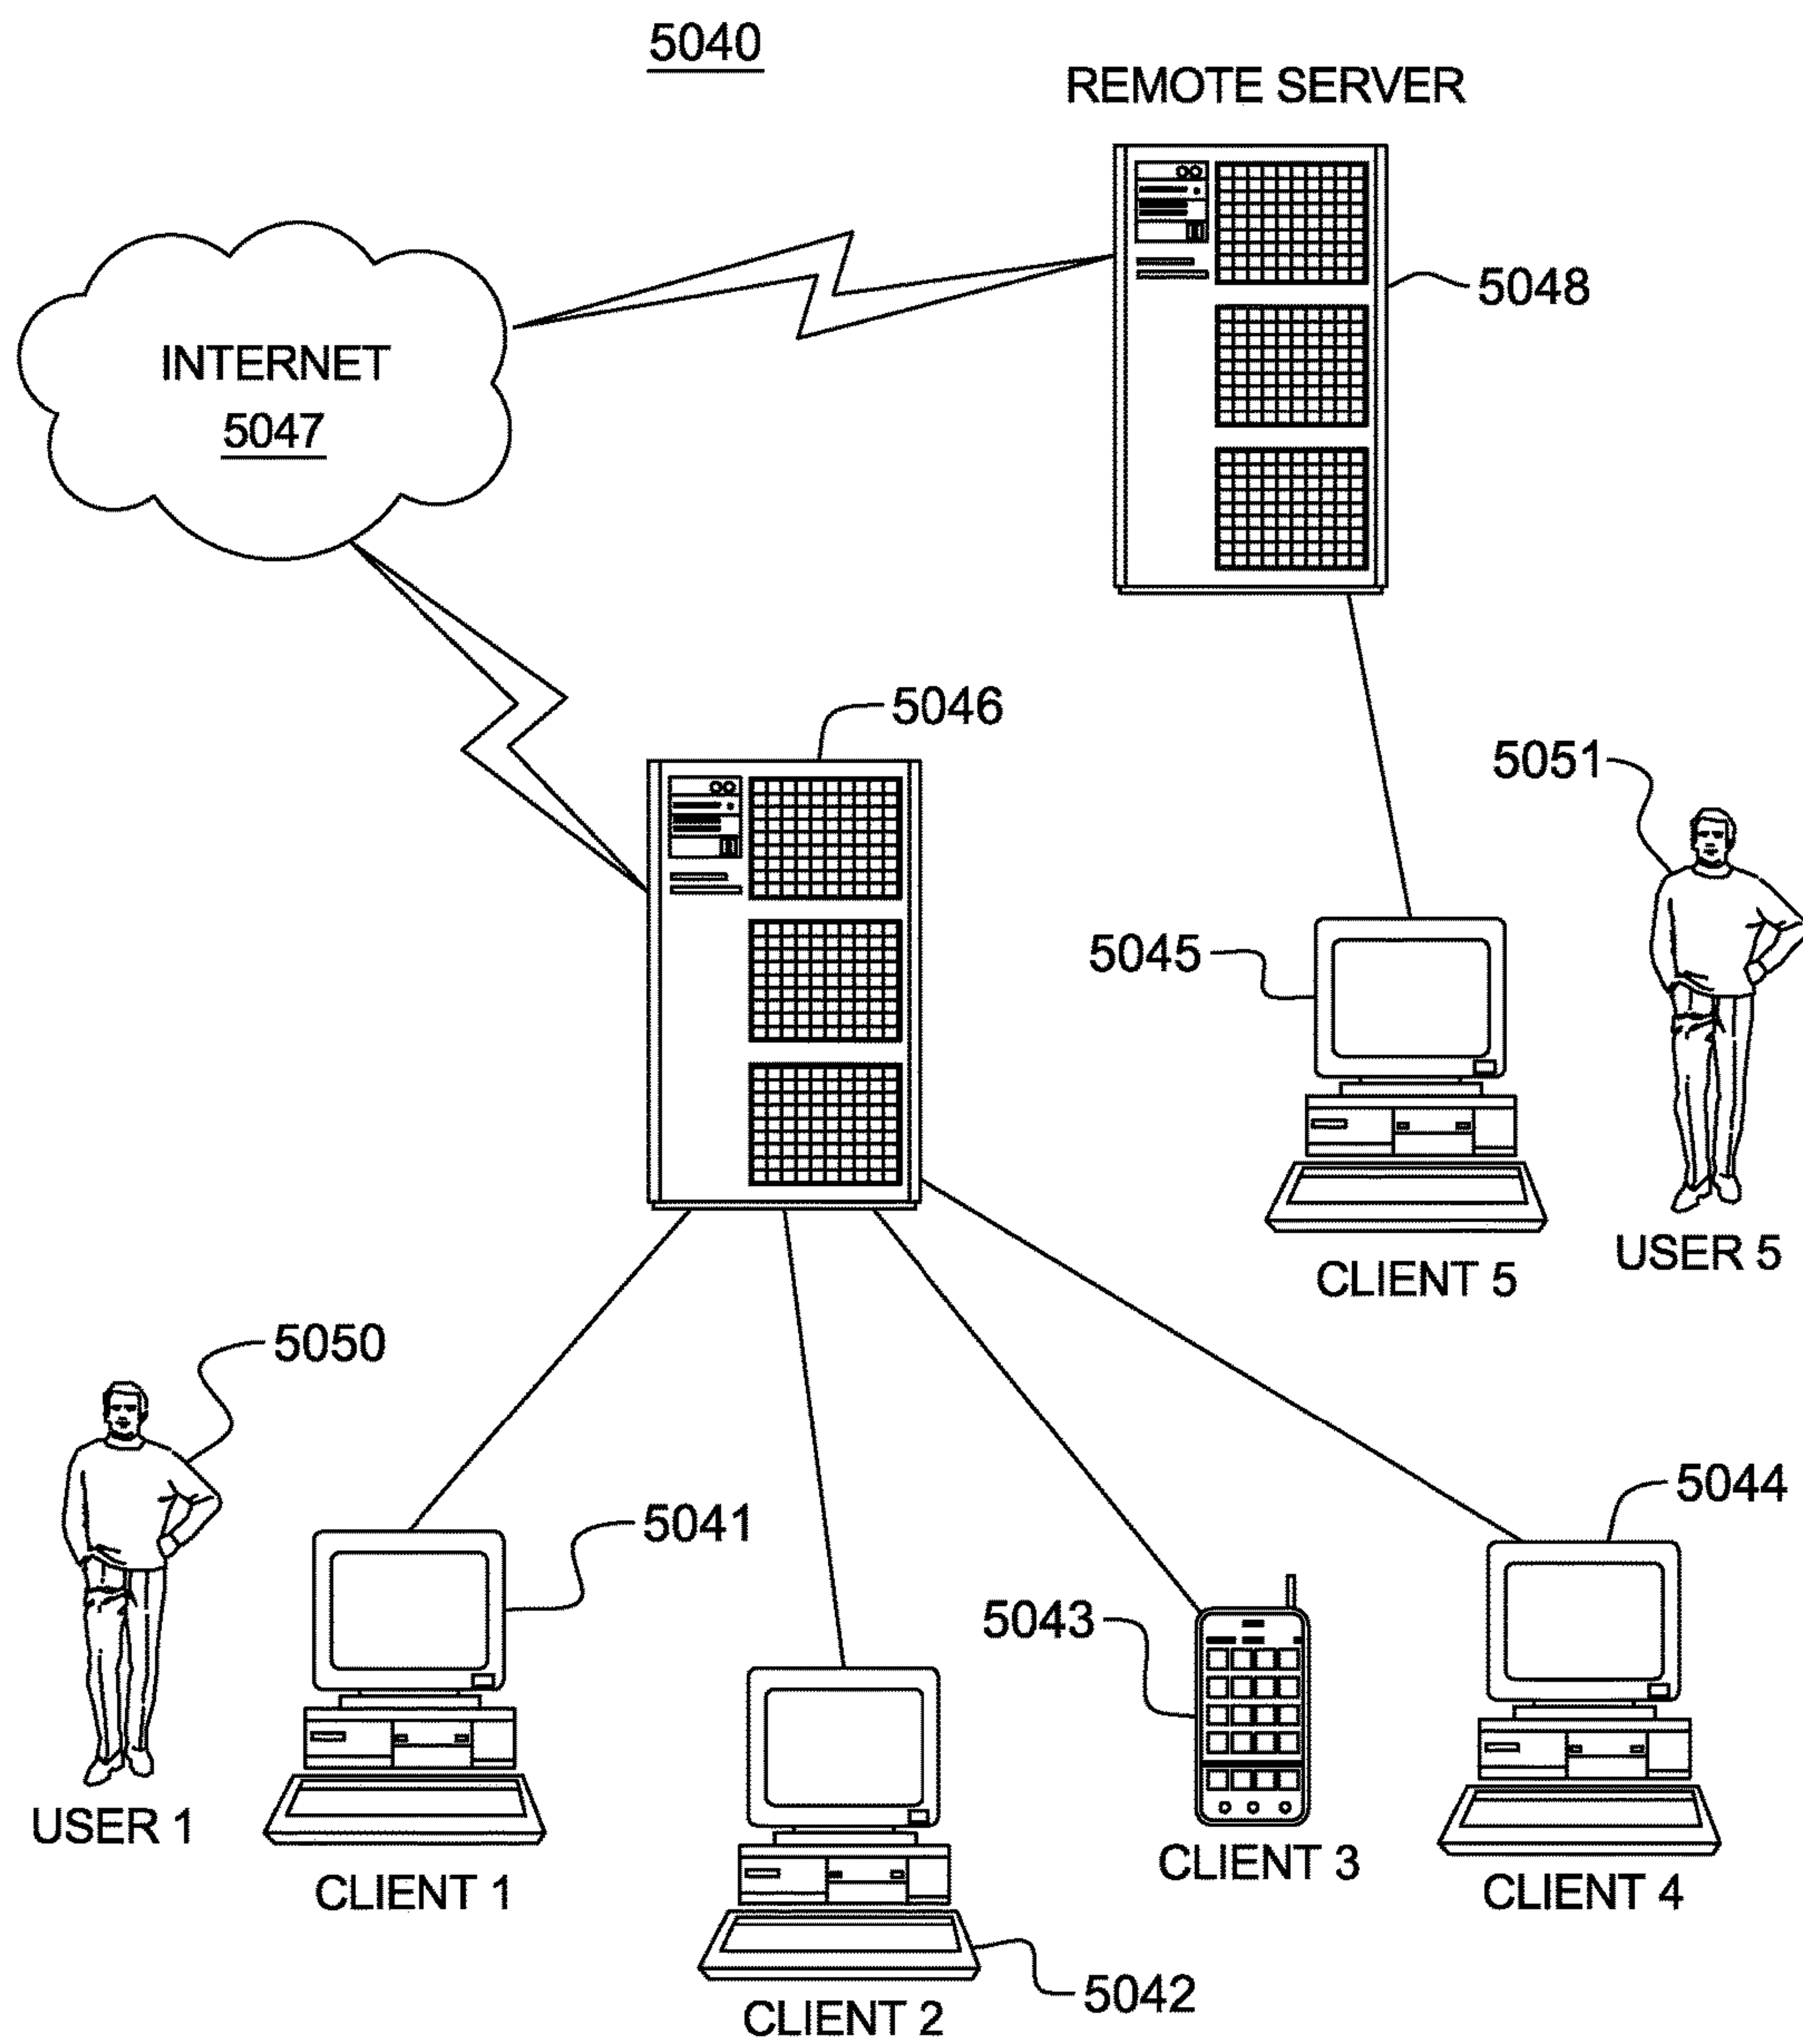 5040
REMOTE SERVER
5048
INTERNET
5047
5046
5051
5045
USER 5
CLIENT 5
5050
5044
5041
5043
USER 1
CLIENT 3
CLIENT 1
CLIENT 4
5042
CLIENT 2